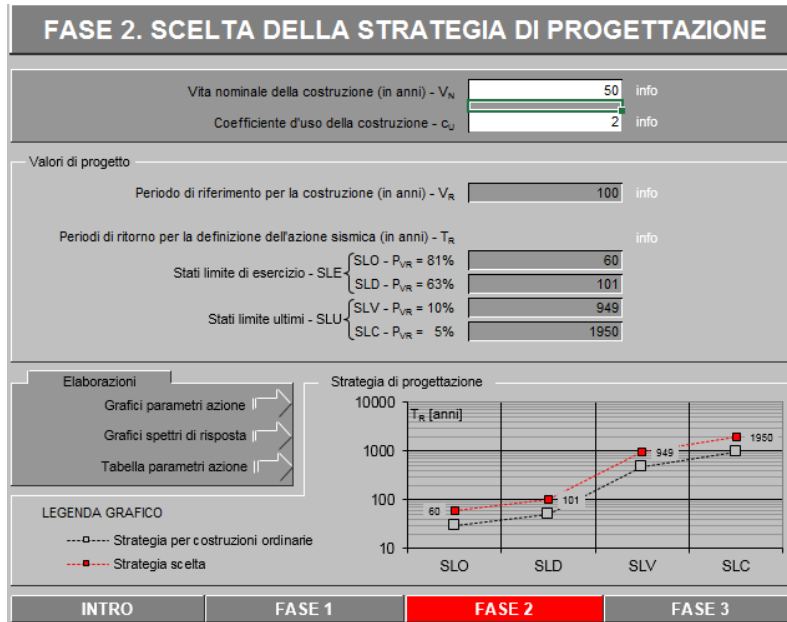 FASE 2. SCELTA DELLA STRATEGIA DI PROGETTAZIONE
Vita nominale della costruzione (in anni) - VN 50 info
Coefficiente d'uso della costruzione - cU 2 info
Valori di progetto
Periodo di riferimento per la costruzione (in anni) - VR 100 info
Periodi di ritorno per la definizione dell'azione sismica (in anni) - TR info
Stati limite di esercizio - SLE
SLO - PVR = 81% 60
SLD - PVR = 63% 101
Stati limite ultimi - SLU
SLV - PVR = 10% 949
SLC - PVR = 5% 1950
Elaborazioni
Grafici parametri azione
Grafici spettri di risposta
Tabella parametri azione
LEGENDA GRAFICO
Strategia per costruzioni ordinarie
Strategia scelta
Strategia di progettazione
TR [anni]
10000
1000
100
10
60
101
949
1950
SLO SLD SLV SLC
INTRO FASE 1 FASE 2 FASE 3